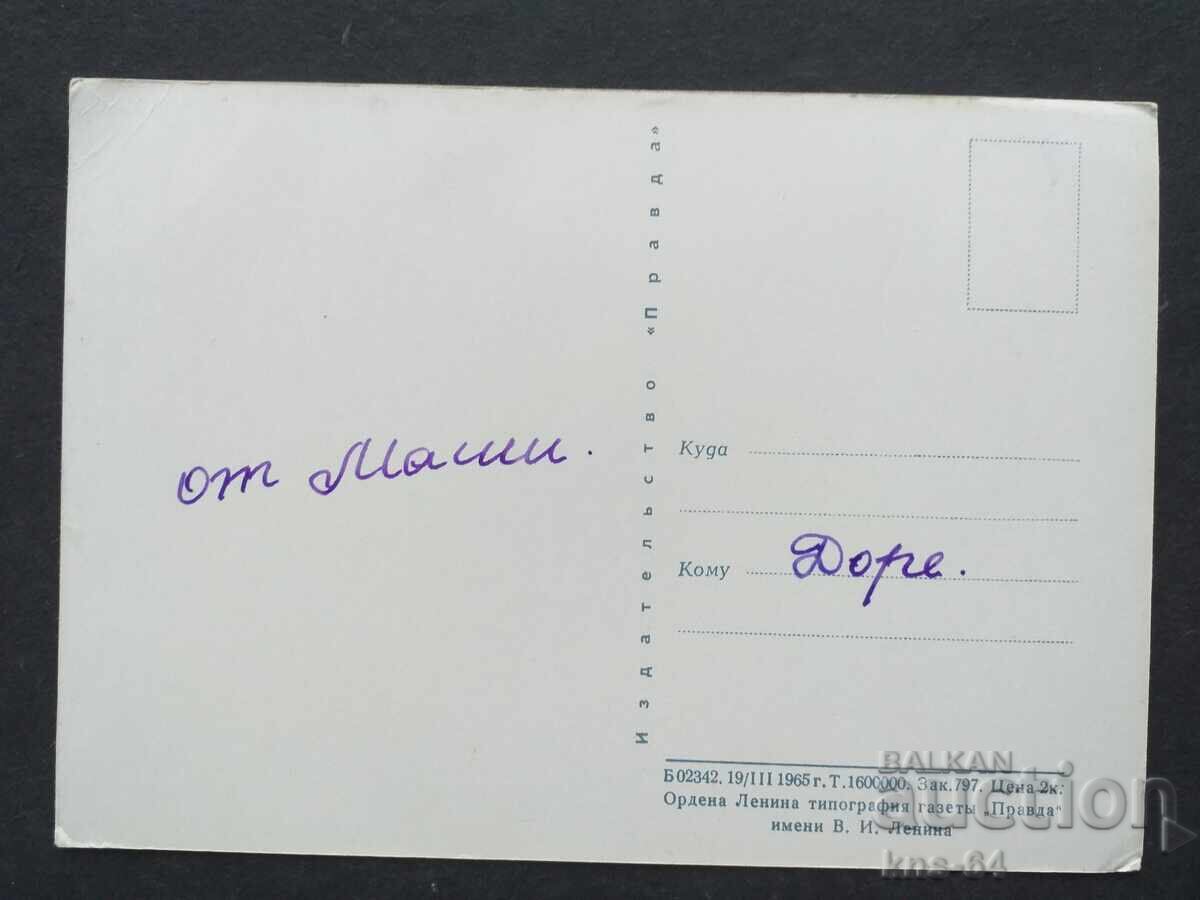 от Маши.
Издательство «Правда»
Куда
Кому Доре.
Б 02342. 19/III 1965 г. Т. 1600000. Зак. 797. Цена 2 к.
Ордена Ленина типография газеты „Правда“
имени В. И. Ленина
BALKAN
auction
kns-64